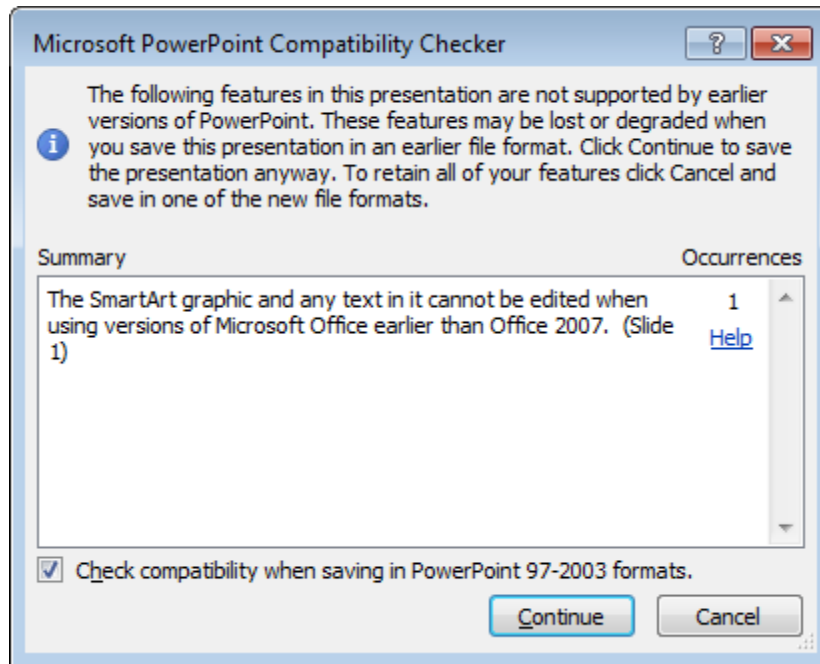 Microsoft PowerPoint Compatibility Checker
The following features in this presentation are not supported by earlier
versions of PowerPoint. These features may be lost or degraded when
you save this presentation in an earlier file format. Click Continue to save
the presentation anyway. To retain all of your features click Cancel and
save in one of the new file formats.
Summary
Occurrences
The SmartArt graphic and any text in it cannot be edited when
using versions of Microsoft Office earlier than Office 2007.  (Slide
1)
1
Help
Check compatibility when saving in PowerPoint 97-2003 formats.
Continue
Cancel